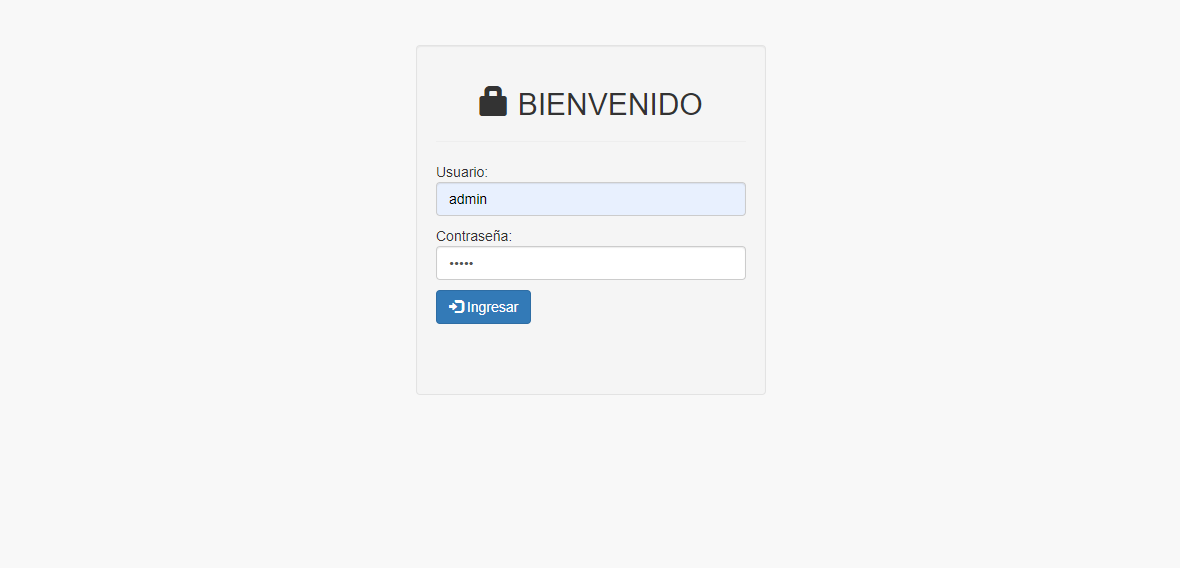 BIENVENIDO
Usuario:
admin
Contraseña:
•••••
Ingresar